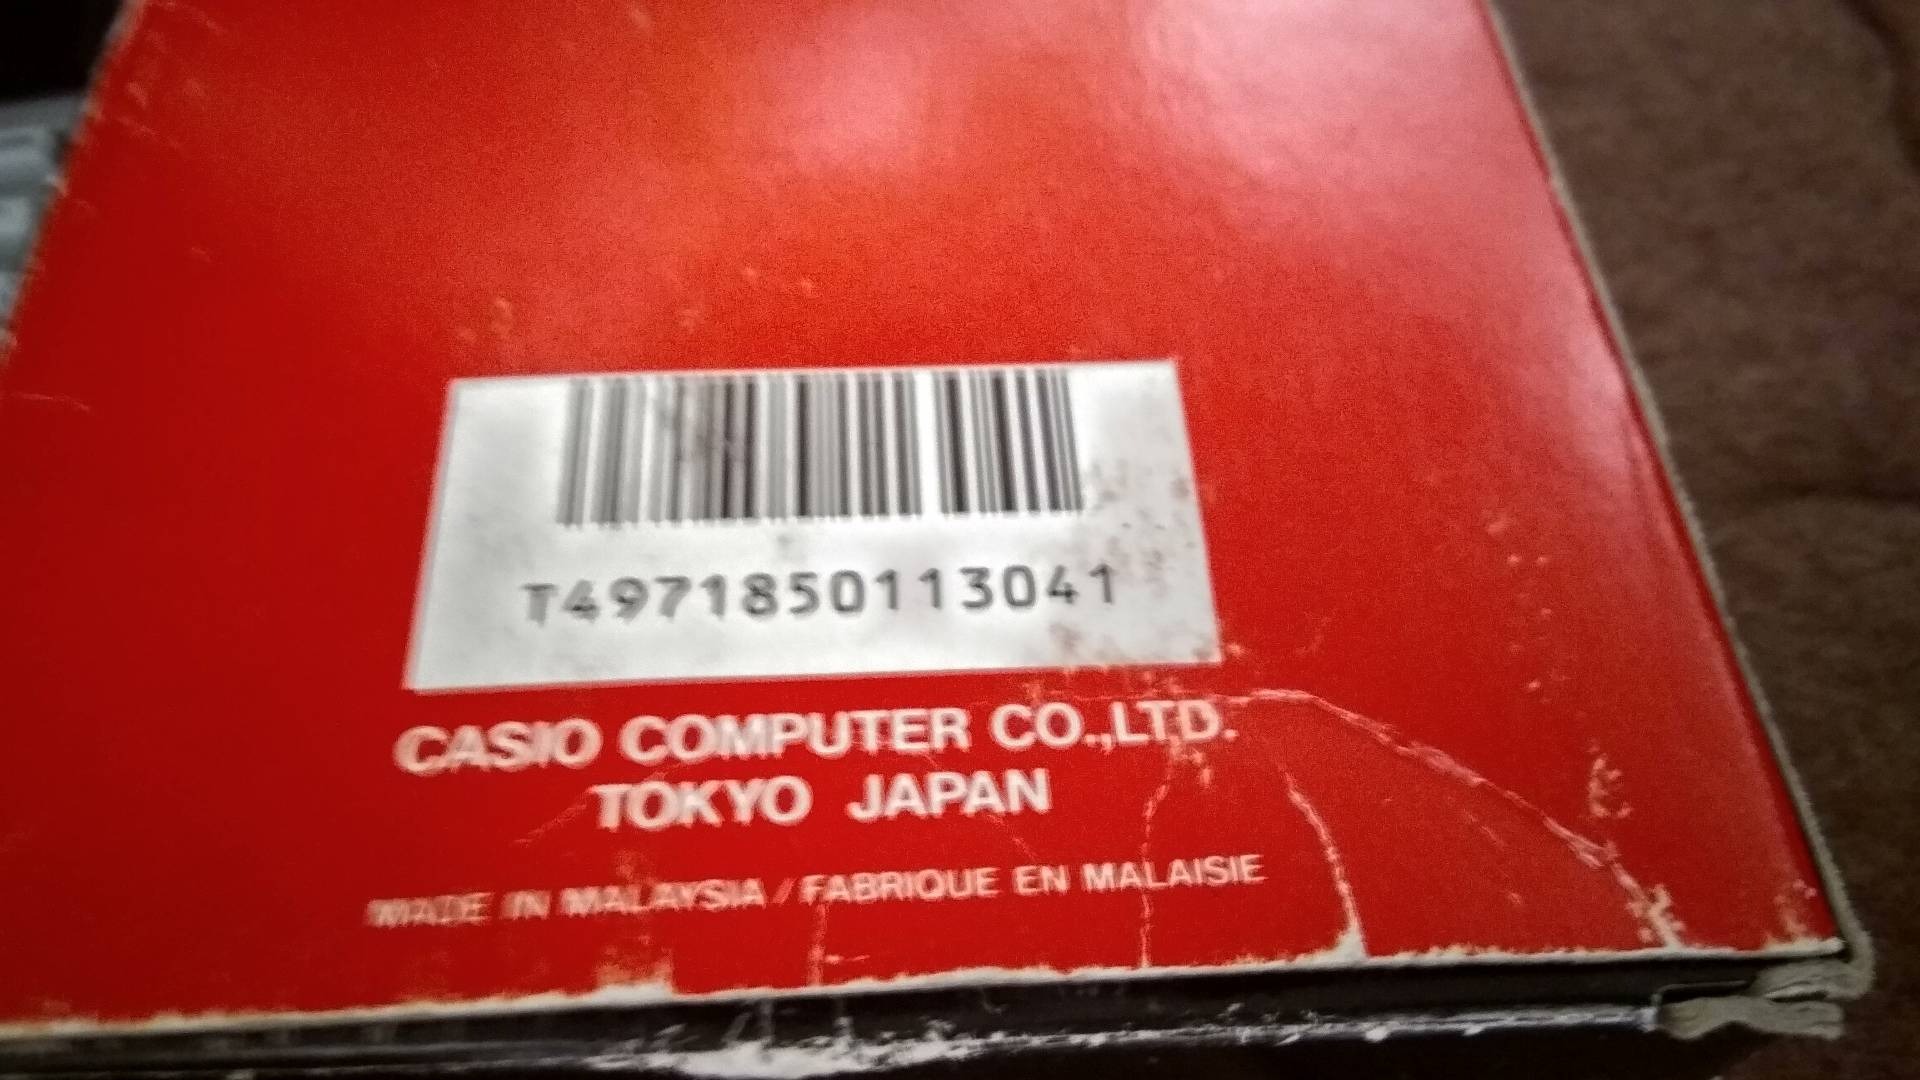 T4971850113041
CASIO COMPUTER CO.,LTD.
TOKYO JAPAN
MADE IN MALAYSIA / FABRIQUE EN MALAISIE